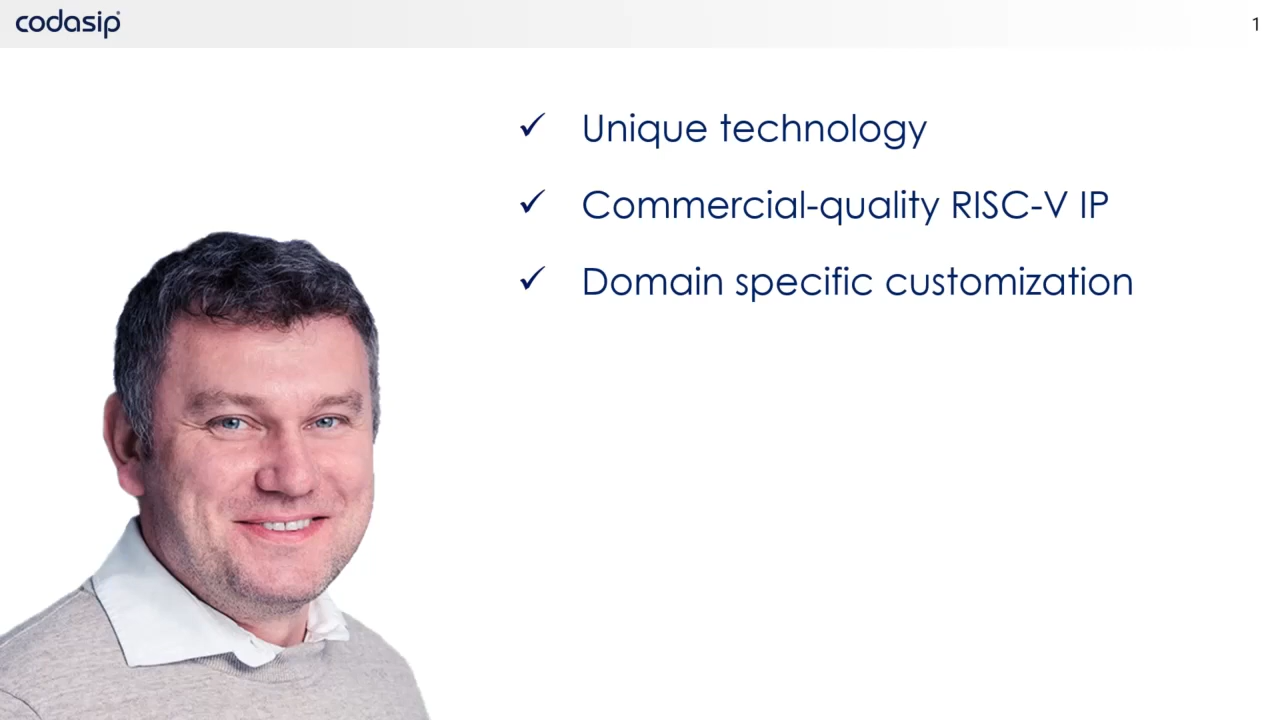 codasip
1
✓ Unique technology
✓ Commercial-quality RISC-V IP
✓ Domain specific customization